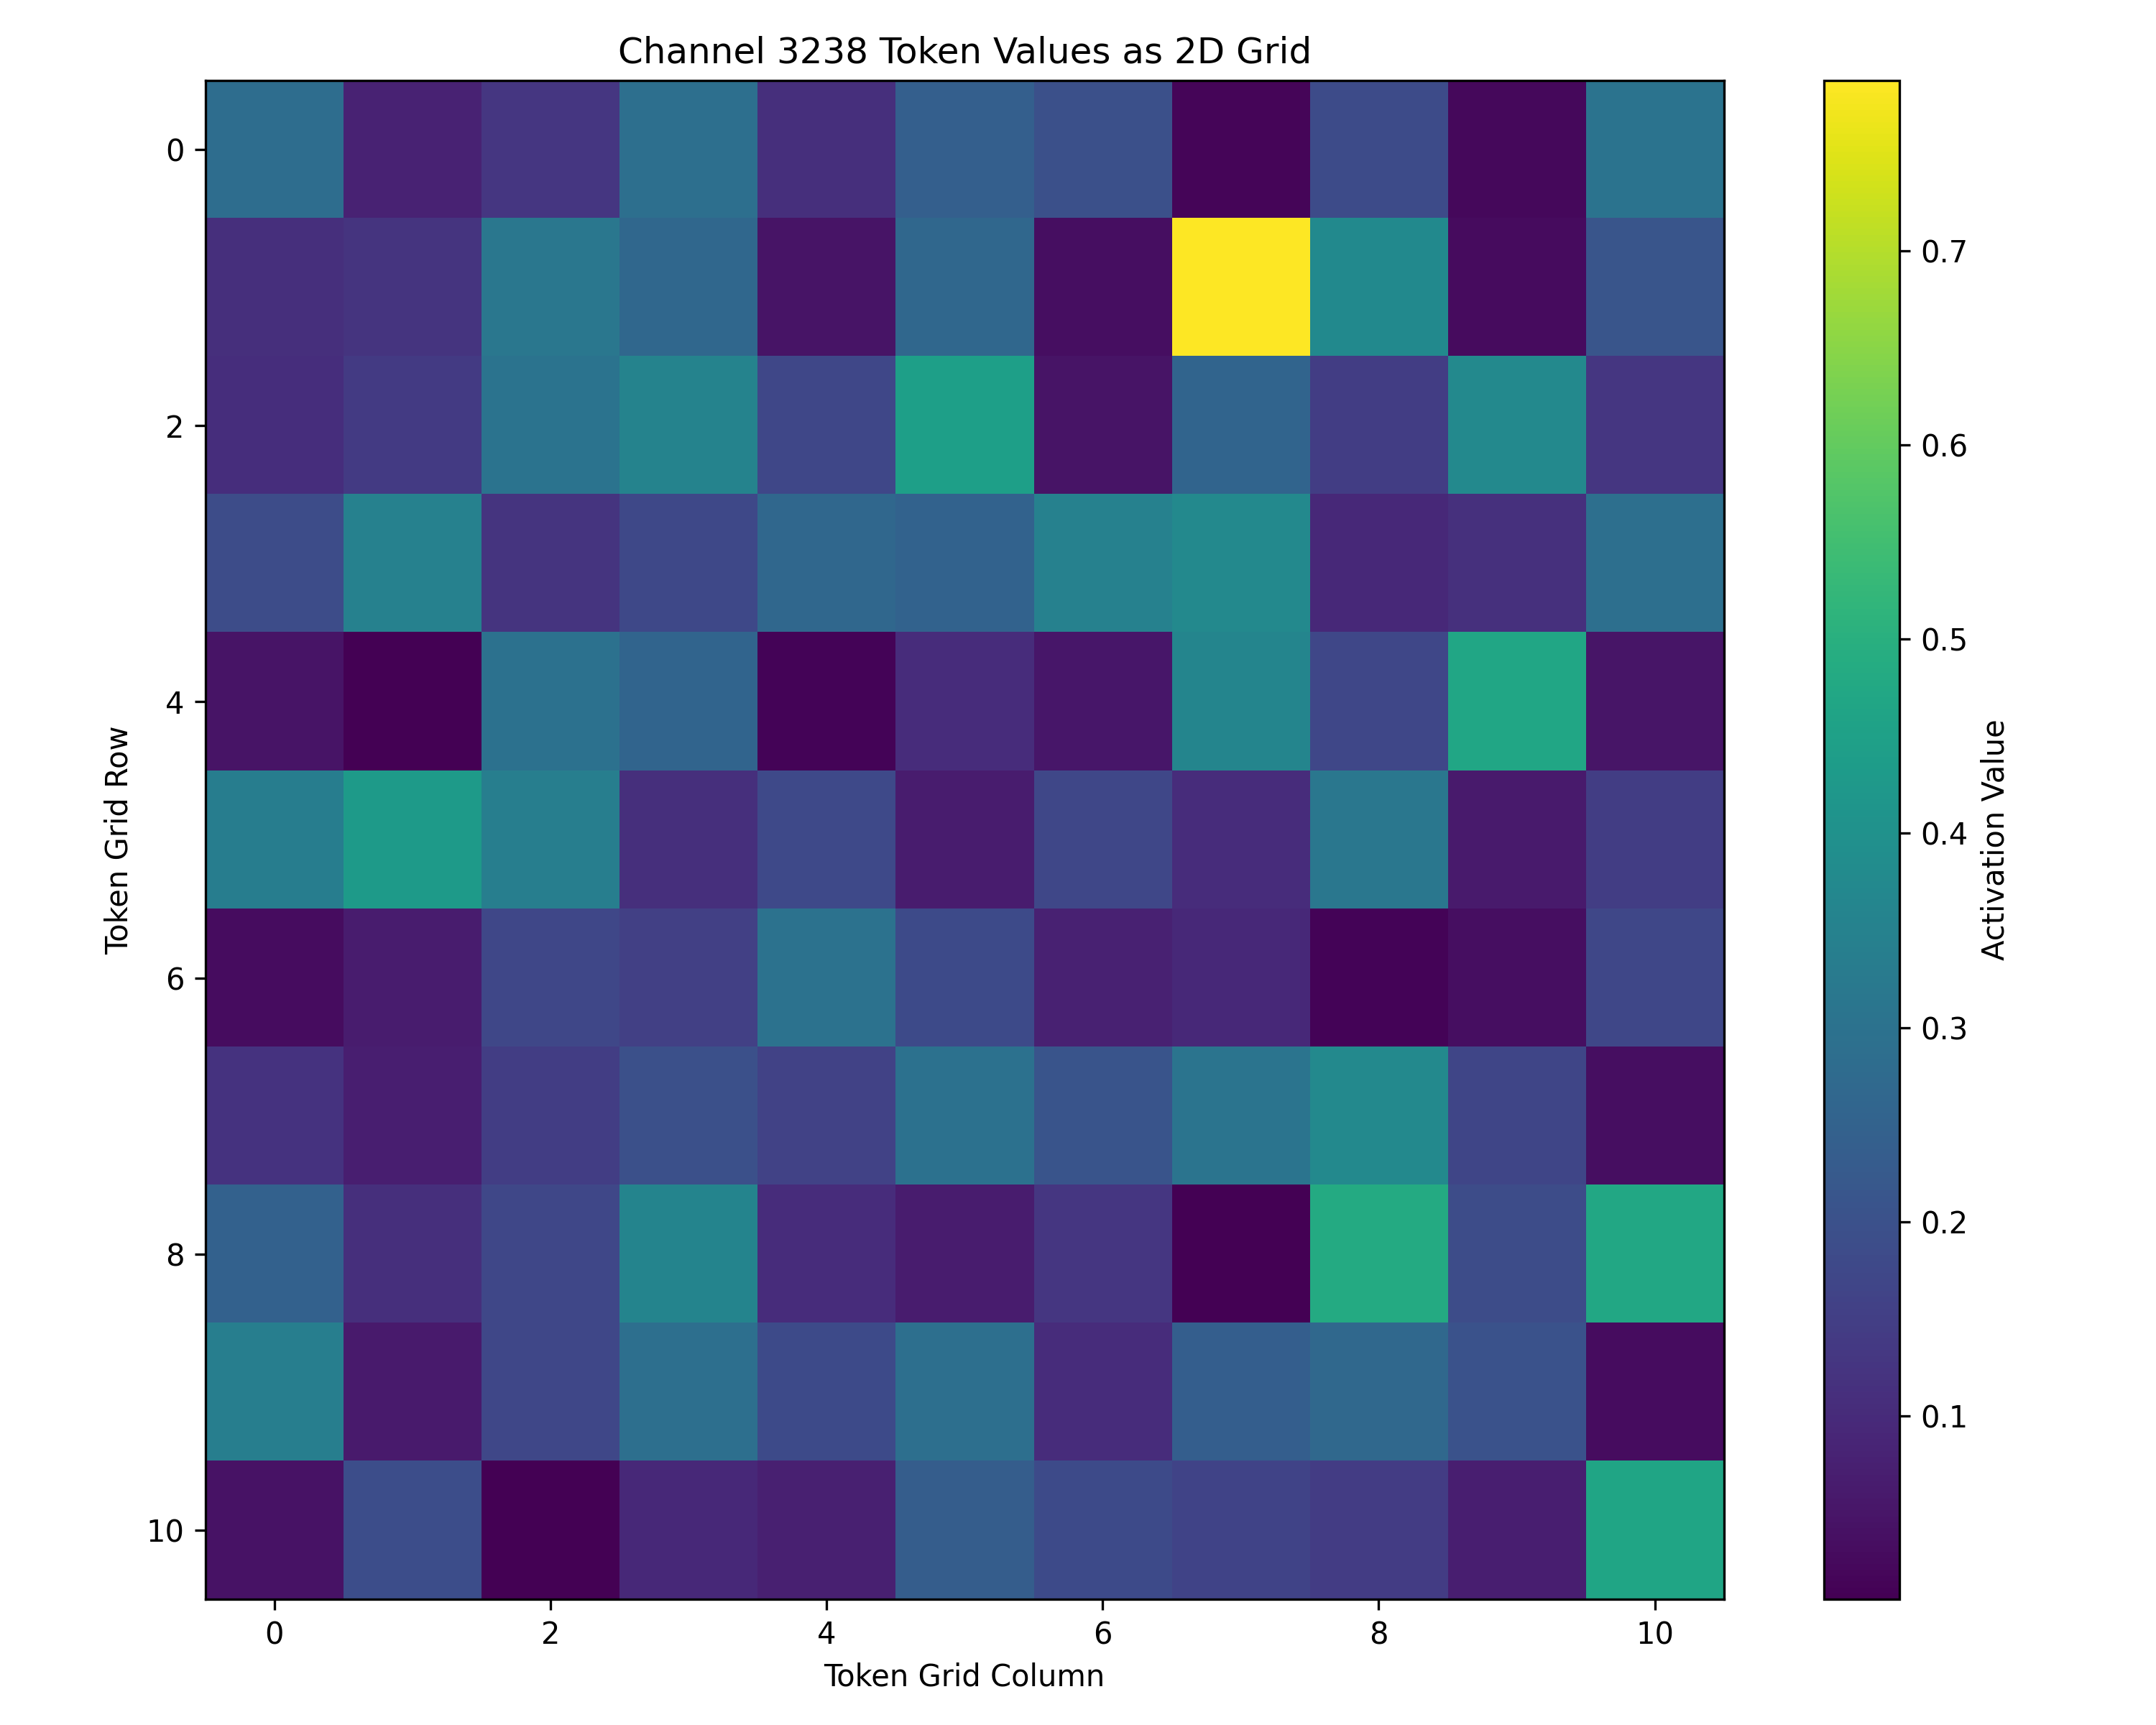 Channel 3238 Token Values as 2D Grid
0
2
4
6
8
10
Token Grid Row
0 2 4 6 8 10
Token Grid Column
0.7
0.6
0.5
0.4
0.3
0.2
0.1
Activation Value